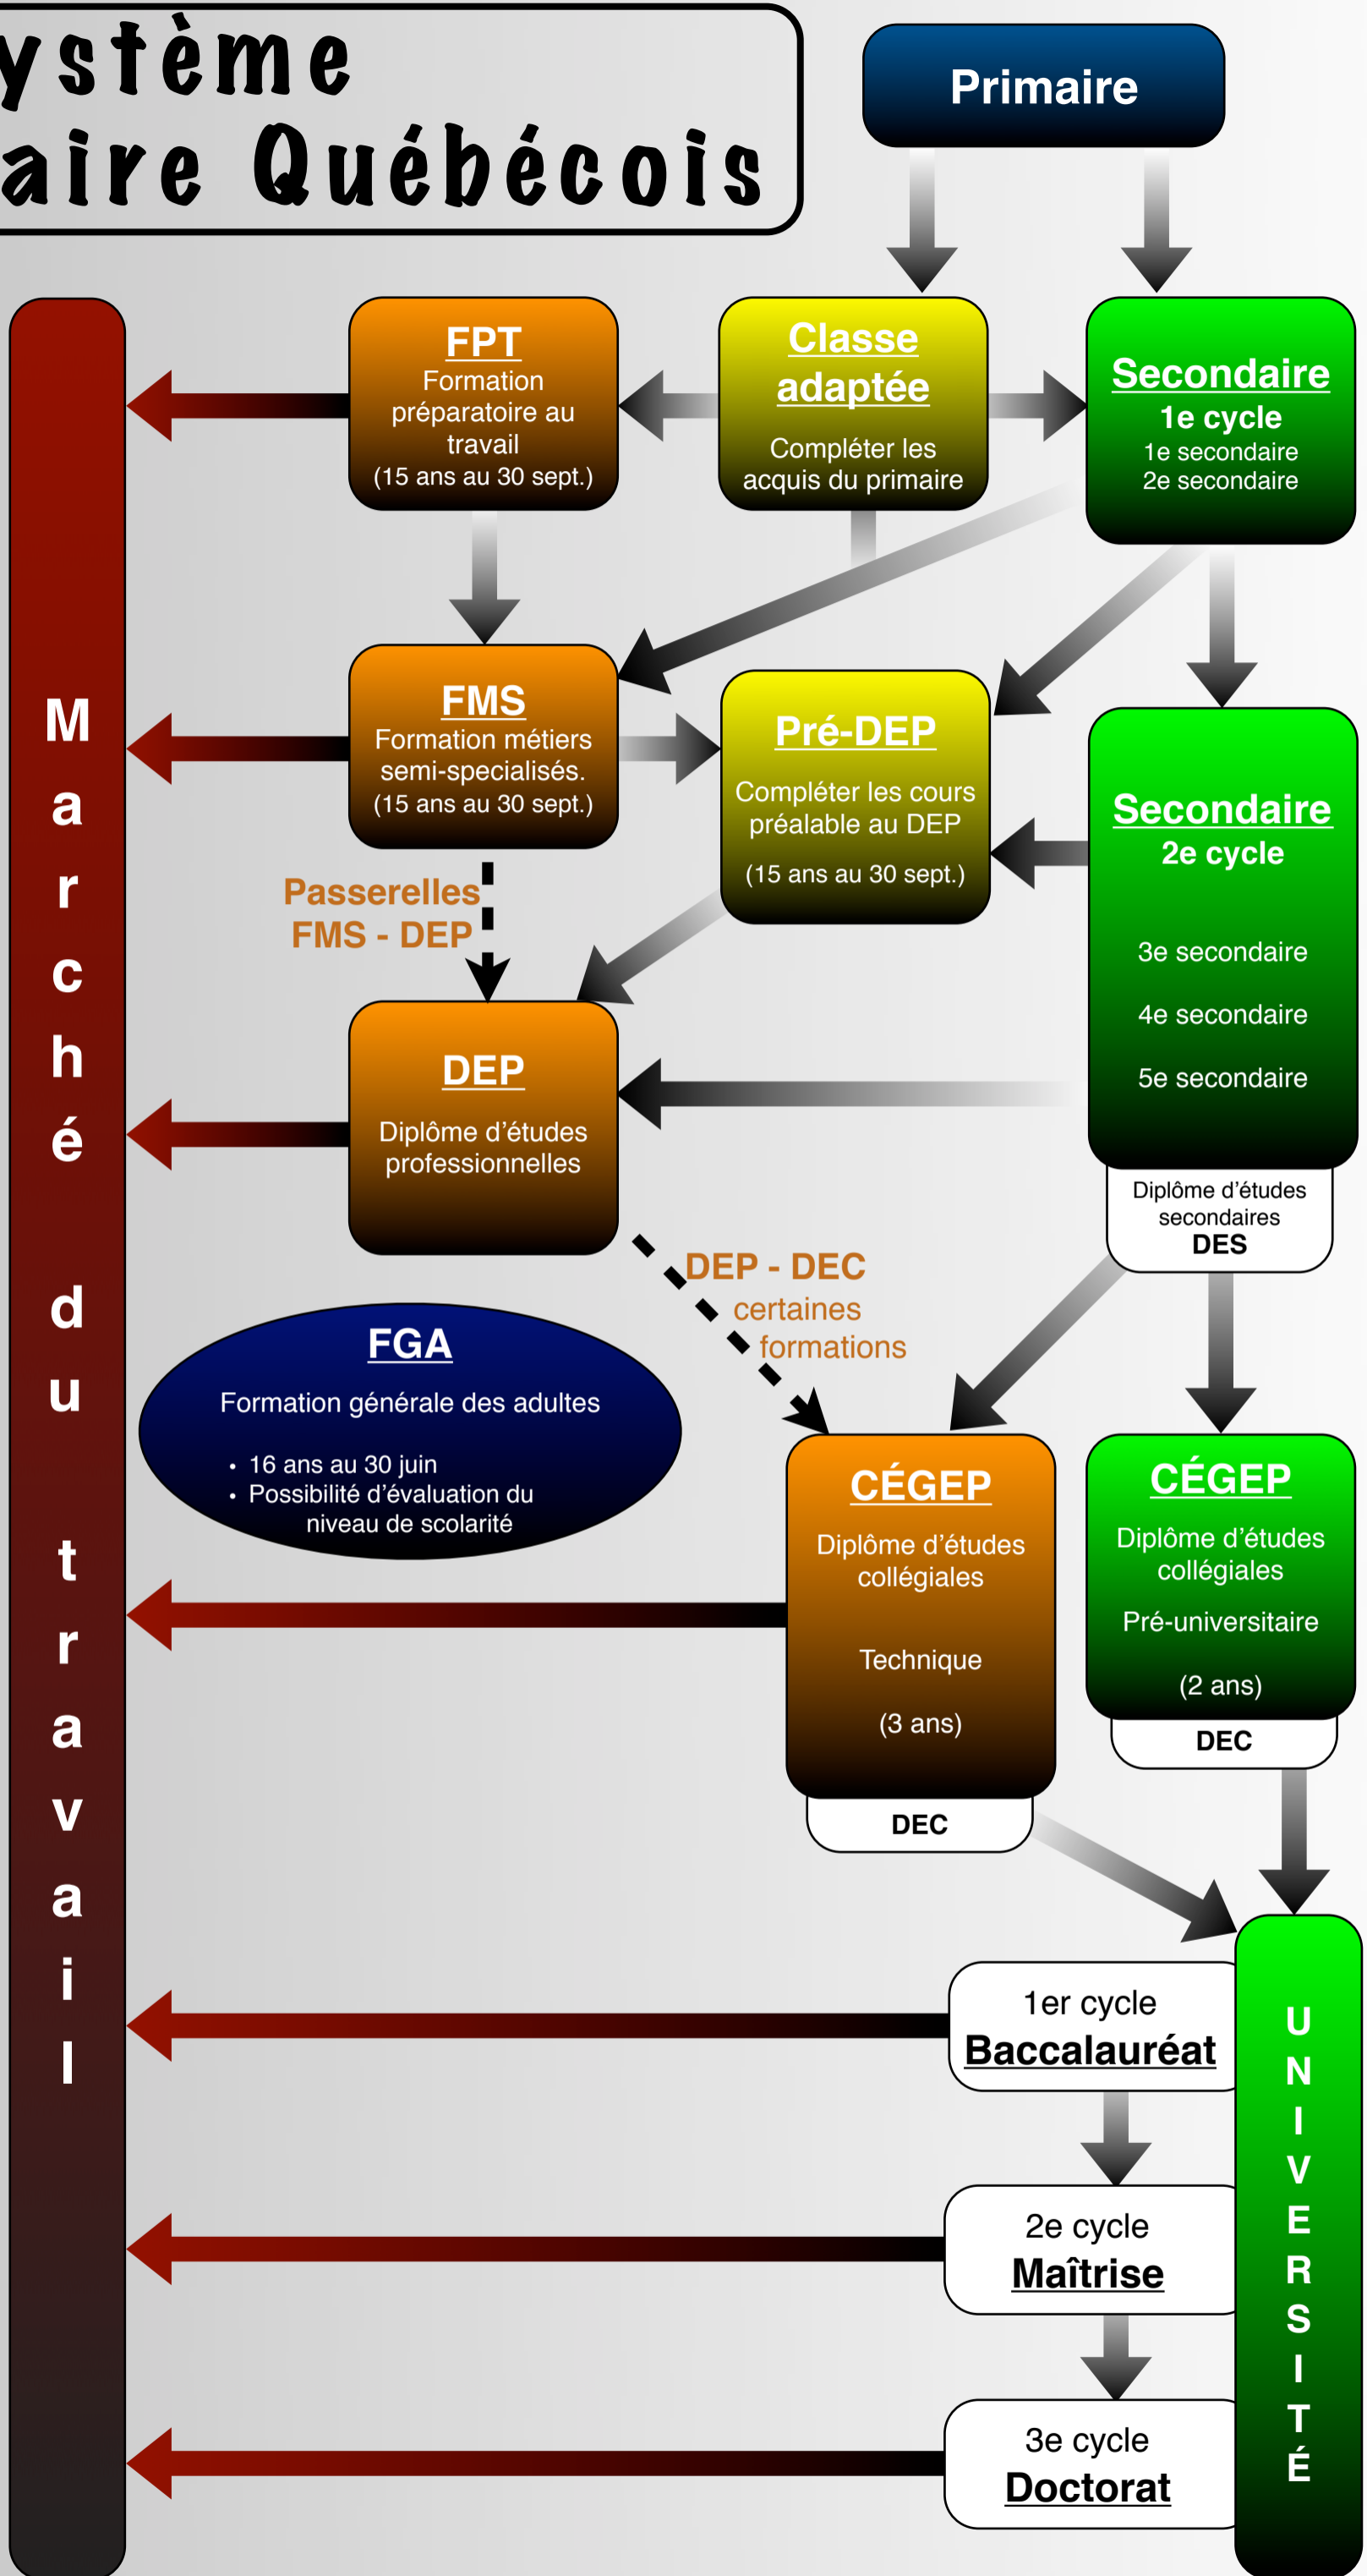 ystème
aire Québécois
Primaire
FPT
Formation
préparatoire au
travail
(15 ans au 30 sept.)
Classe
adaptée
Compléter les
acquis du primaire
Secondaire
1e cycle
1e secondaire
2e secondaire
FMS
Formation métiers
semi-specialisés.
(15 ans au 30 sept.)
Pré-DEP
Compléter les cours
préalable au DEP
(15 ans au 30 sept.)
Secondaire
2e cycle
3e secondaire
4e secondaire
5e secondaire
Diplôme d'études
secondaires
DES
Passerelles
FMS - DEP
DEP
Diplôme d'études
professionnelles
DEP - DEC
certaines
formations
FGA
Formation générale des adultes
• 16 ans au 30 juin
• Possibilité d'évaluation du
niveau de scolarité
CÉGEP
Diplôme d'études
collégiales
Technique
(3 ans)
DEC
CÉGEP
Diplôme d'études
collégiales
Pré-universitaire
(2 ans)
DEC
1er cycle
Baccalauréat
2e cycle
Maîtrise
3e cycle
Doctorat
UNIVERSITÉ
Marché du travail